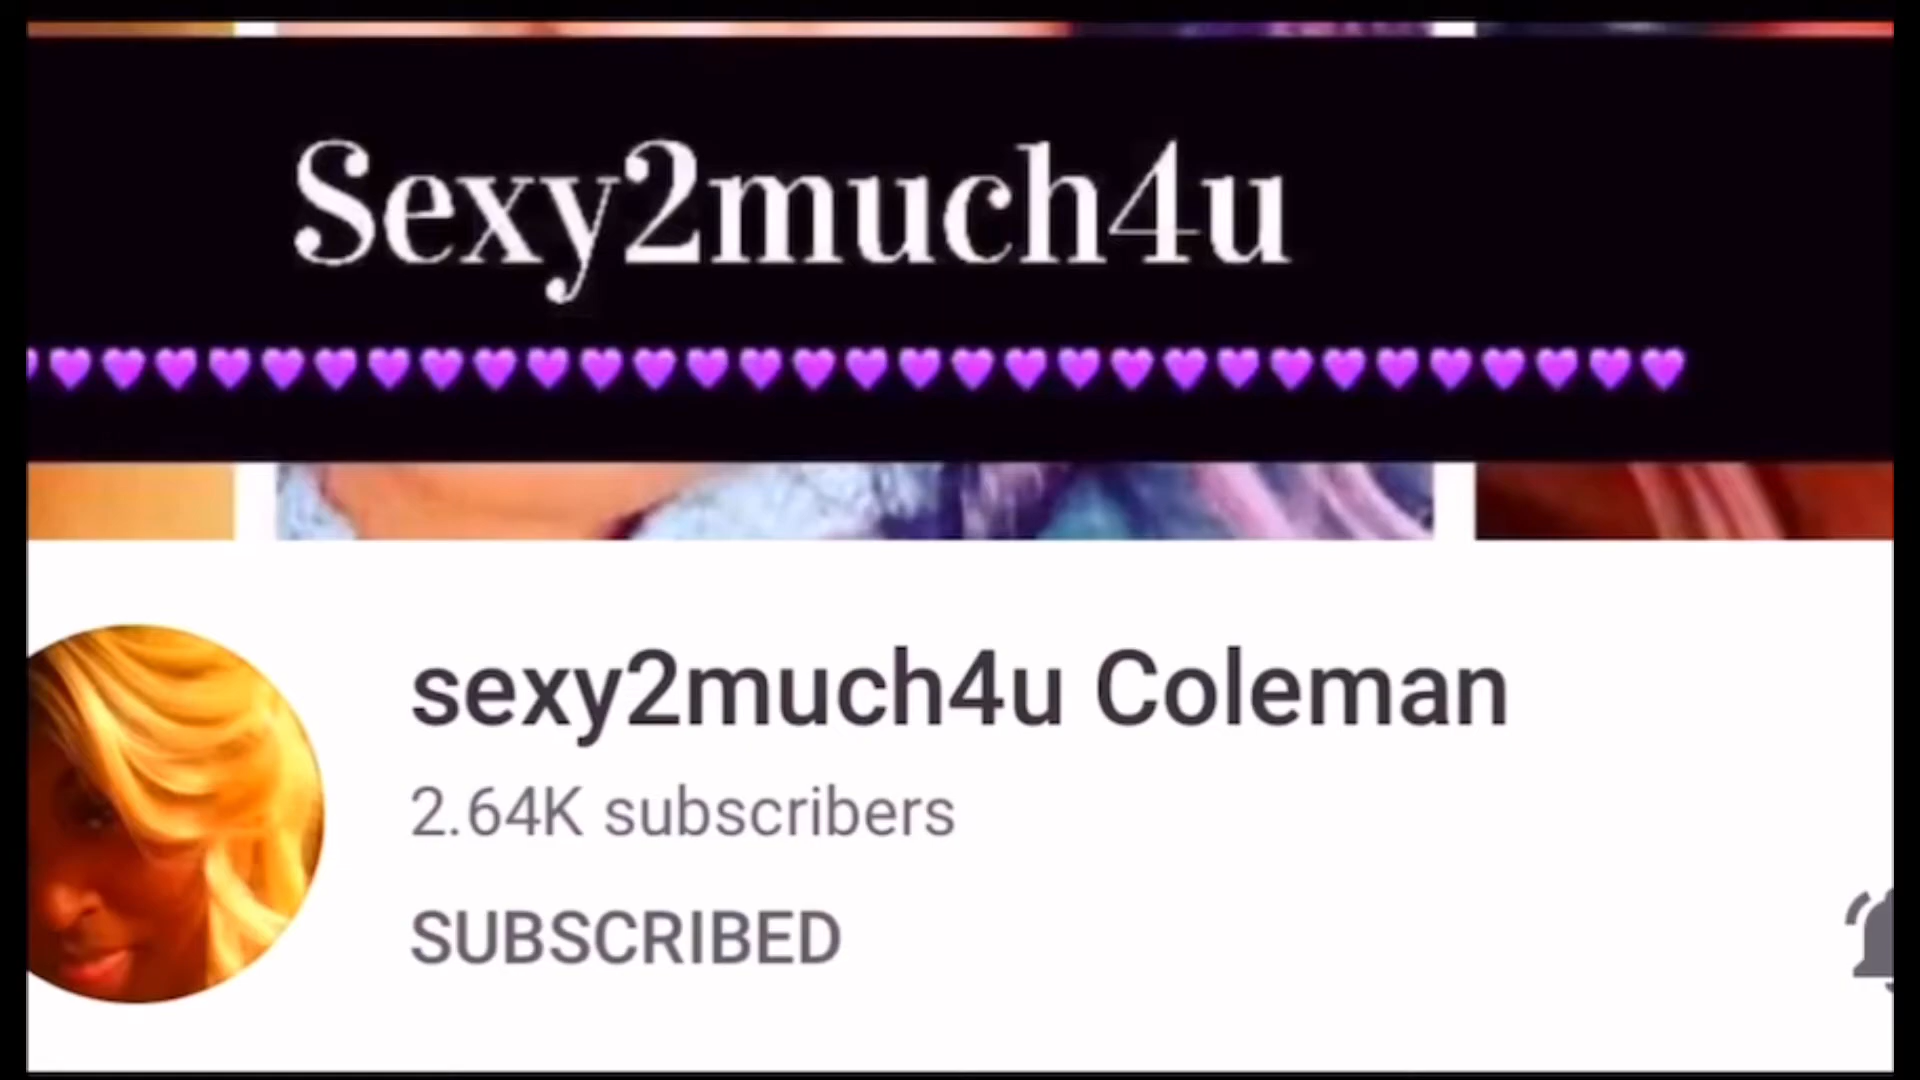 Sexy2much4u
💜💜💜💜💜💜💜💜💜💜💜💜💜💜💜💜💜💜💜💜💜💜💜💜💜💜💜💜💜💜💜💜
sexy2much4u Coleman
2.64K subscribers
SUBSCRIBED